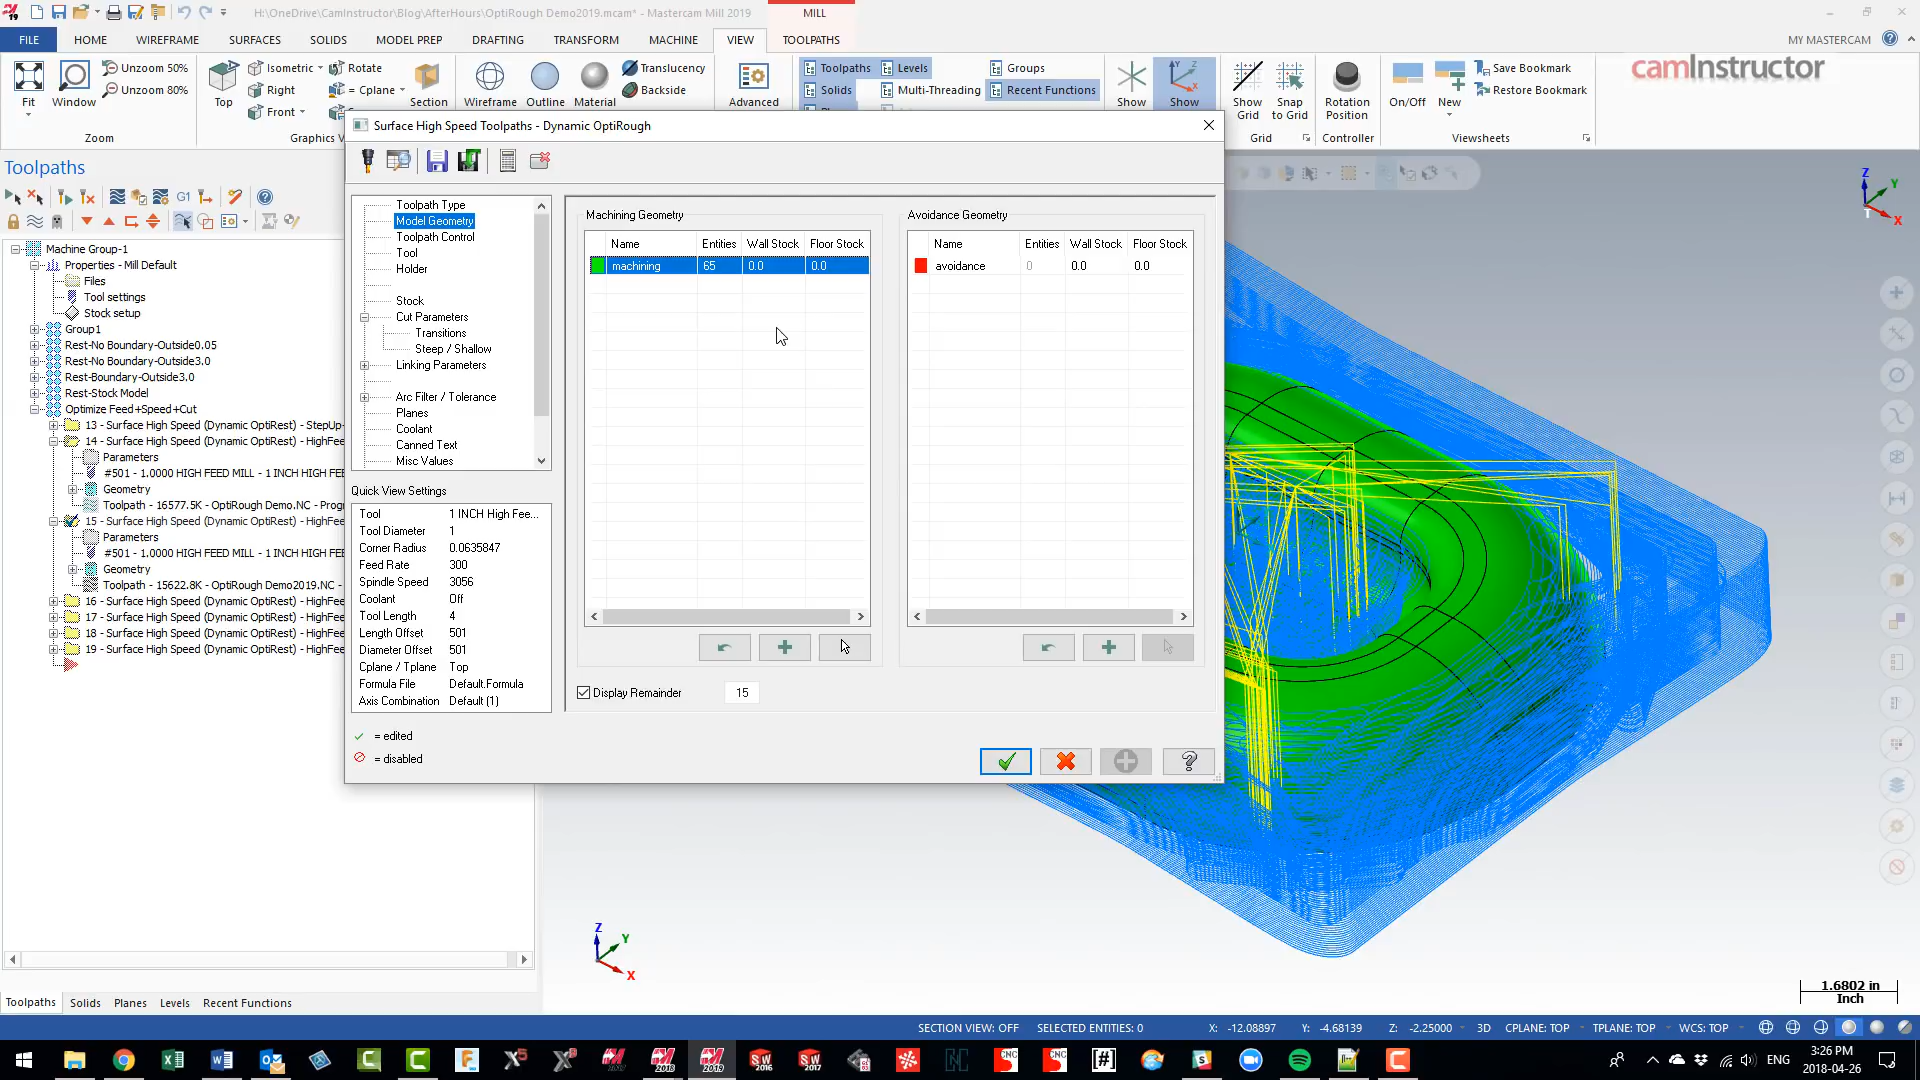 H:\OneDrive\CamInstructor\Blog\AfterHours\OptiRough Demo2019.mcam* - Mastercam Mill 2019
MILL
FILE HOME WIREFRAME SURFACES SOLIDS MODEL PREP DRAFTING TRANSFORM MACHINE VIEW TOOLPATHS MY MASTERCAM
Fit
Window
Unzoom 50%
Unzoom 80%
Zoom
Top
Isometric
Right
Front
Rotate
= Cplane
Section
Wireframe
Outline
Material
Translucency
Backside
Advanced
Toolpaths
Solids
Levels
Multi-Threading
Groups
Recent Functions
Show
Show
Show Grid
Snap to Grid
Grid
Rotation Position
Controller
On/Off
New
Save Bookmark
Restore Bookmark
Viewsheets
camInstructor
Toolpaths
G1
Machine Group-1
Properties - Mill Default
Files
Tool settings
Stock setup
Group1
Rest-No Boundary-Outside0.05
Rest-No Boundary-Outside3.0
Rest-Boundary-Outside3.0
Rest-Stock Model
Optimize Feed+Speed+Cut
13 - Surface High Speed (Dynamic OptiRest) - StepUp-
14 - Surface High Speed (Dynamic OptiRest) - HighFee
Parameters
#501 - 1.0000 HIGH FEED MILL - 1 INCH HIGH FE
Geometry
Toolpath - 16577.5K - OptiRough Demo.NC - Progr
15 - Surface High Speed (Dynamic OptiRest) - HighFee
Parameters
#501 - 1.0000 HIGH FEED MILL - 1 INCH HIGH FE
Geometry
Toolpath - 15622.8K - OptiRough Demo2019.NC -
16 - Surface High Speed (Dynamic OptiRest) - HighFee
17 - Surface High Speed (Dynamic OptiRest) - HighFee
18 - Surface High Speed (Dynamic OptiRest) - HighFee
19 - Surface High Speed (Dynamic OptiRest) - HighFee
Toolpaths Solids Planes Levels Recent Functions
Surface High Speed Toolpaths - Dynamic OptiRough
Toolpath Type
Model Geometry
Toolpath Control
Tool
Holder
Stock
Cut Parameters
Transitions
Steep / Shallow
Linking Parameters
Arc Filter / Tolerance
Planes
Coolant
Canned Text
Misc Values
Quick View Settings
Tool 1 INCH High Fee...
Tool Diameter 1
Corner Radius 0.0635847
Feed Rate 300
Spindle Speed 3056
Coolant Off
Tool Length 4
Length Offset 501
Diameter Offset 501
Cplane / Tplane Top
Formula File Default.Formula
Axis Combination Default (1)
= edited
= disabled
Machining Geometry
Name Entities Wall Stock Floor Stock
machining 65 0.0 0.0
Avoidance Geometry
Name Entities Wall Stock Floor Stock
avoidance 0 0.0 0.0
Display Remainder 15
Z Y X T
Z Y X
1.6802 in
Inch
SECTION VIEW: OFF SELECTED ENTITIES: 0 X: -12.08897 Y: -4.68139 Z: -2.25000 3D CPLANE: TOP TPLANE: TOP WCS: TOP
ENG
3:26 PM
2018-04-26